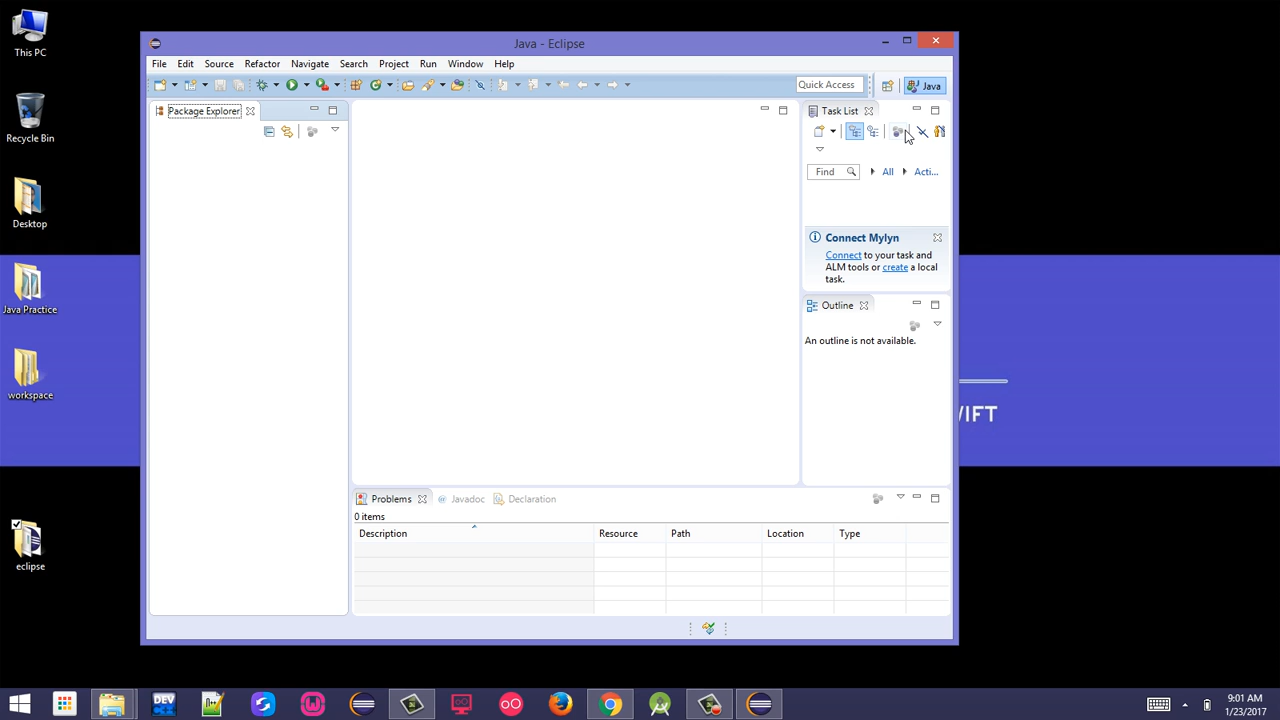 This PC
Recycle Bin
Desktop
Java Practice
workspace
eclipse
Java - Eclipse
File Edit Source Refactor Navigate Search Project Run Window Help
Quick Access
Java
Package Explorer
Task List
Find
All
Acti...
Connect Mylyn
Connect to your task and
ALM tools or create a local
task.
Outline
An outline is not available.
Problems
@ Javadoc
Declaration
0 items
Description Resource Path Location Type
DEV
C++
9:01 AM
1/23/2017